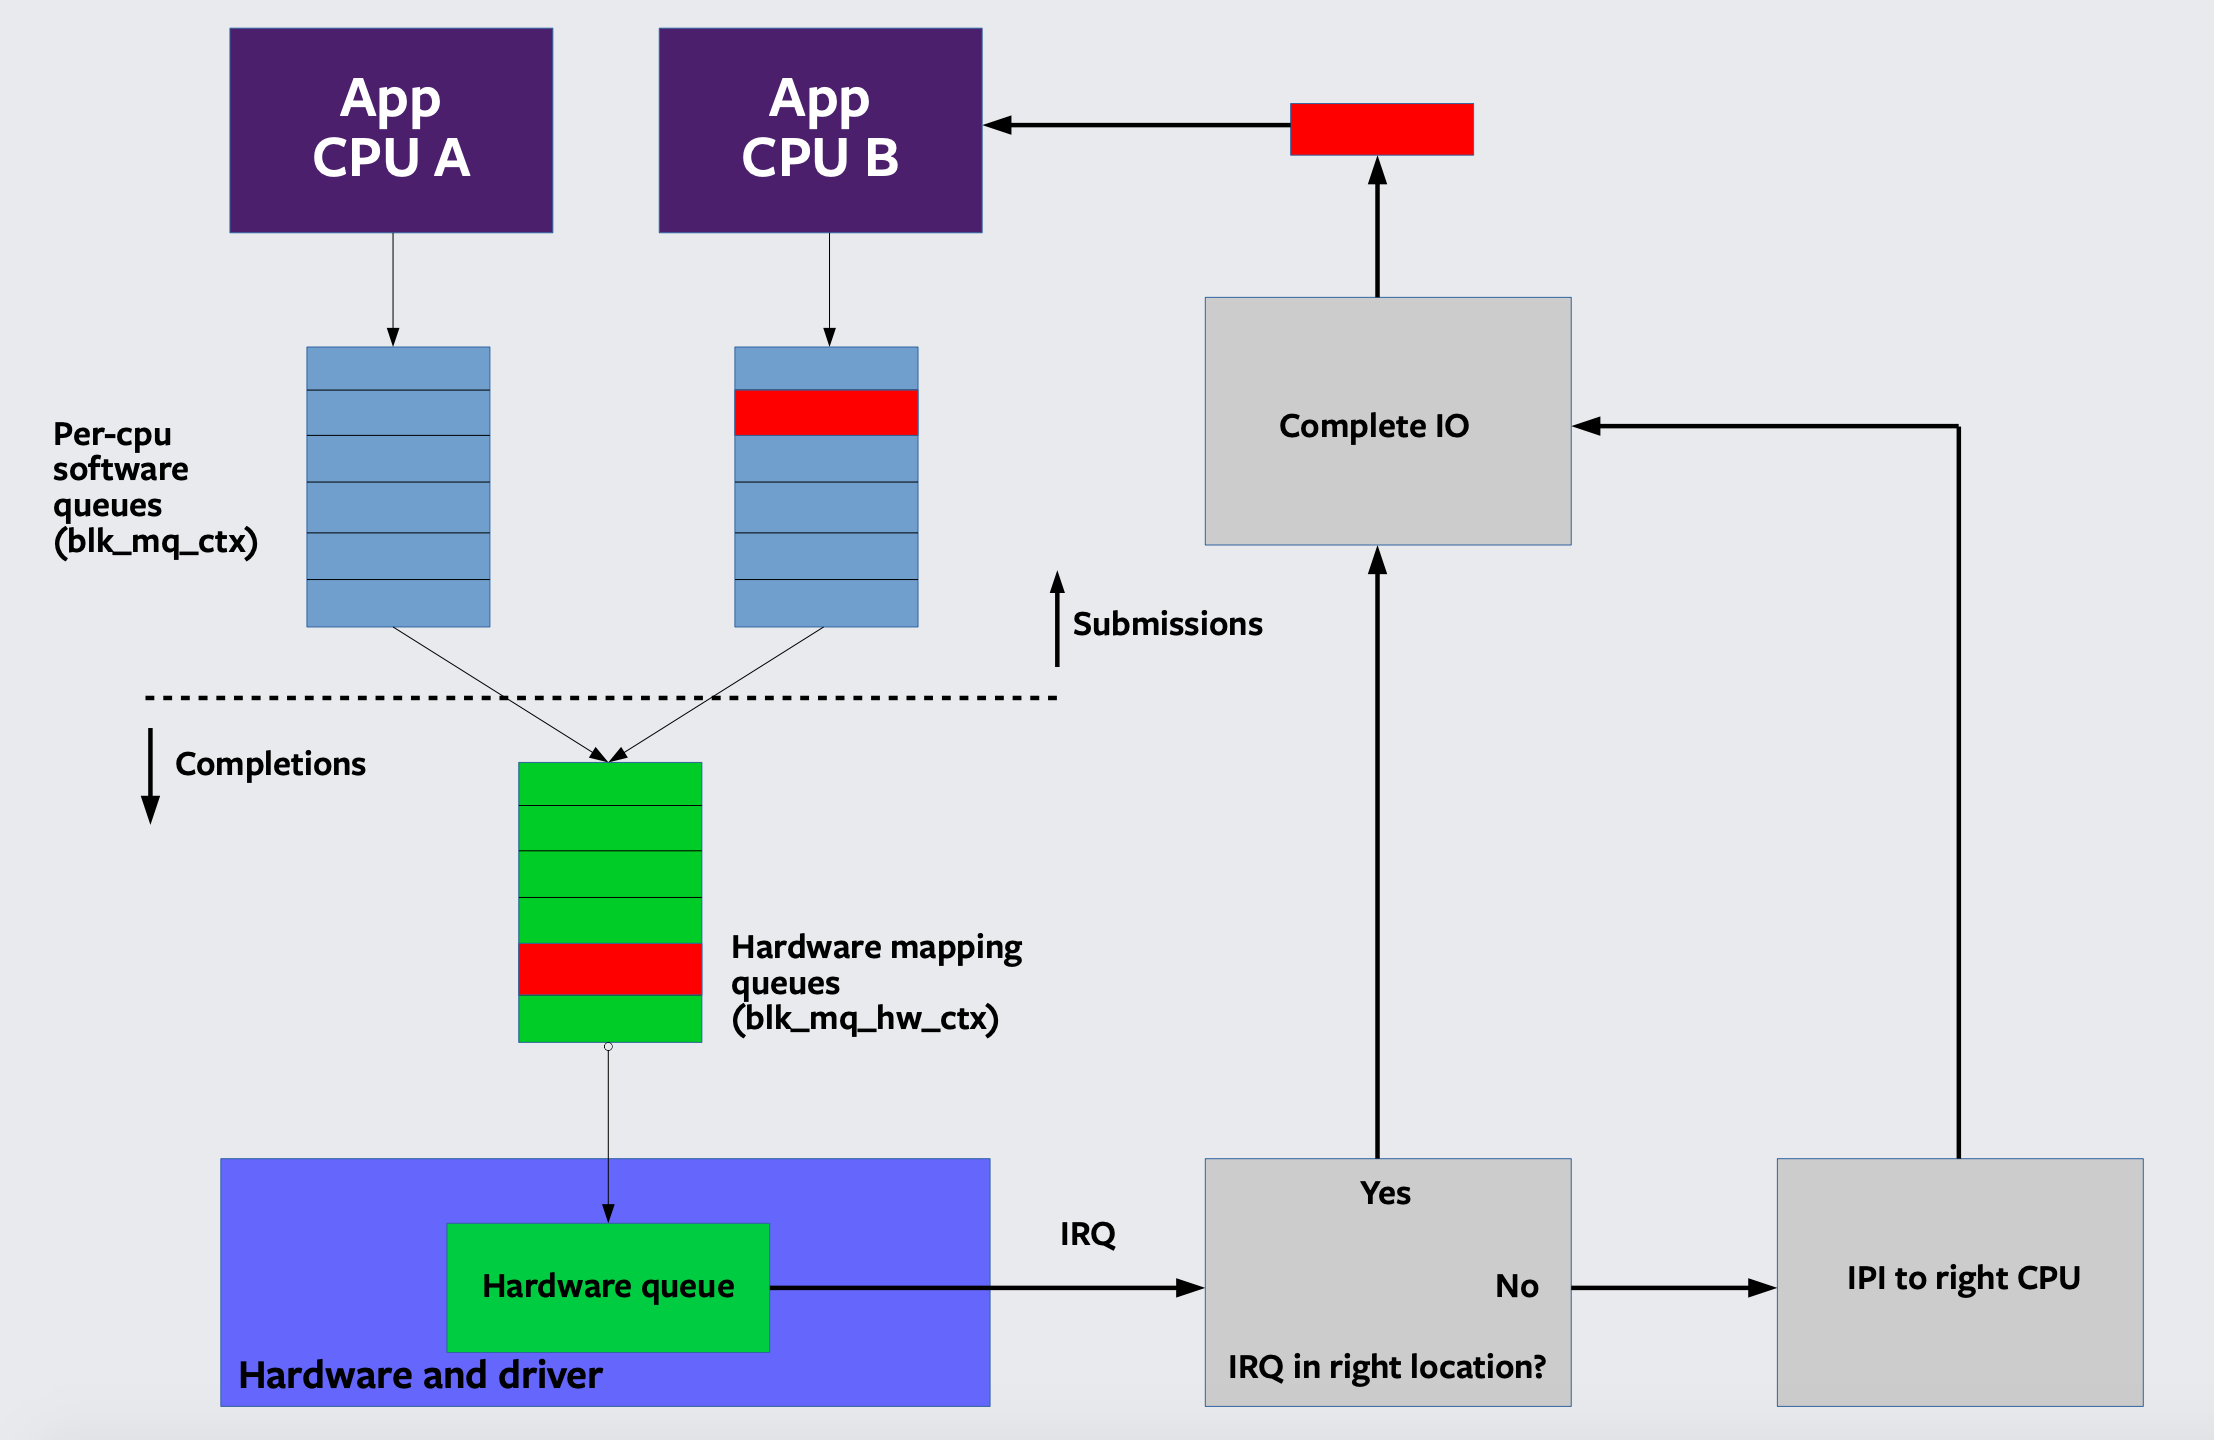 App
CPU A
App
CPU B
Per-cpu
software
queues
(blk_mq_ctx)
Complete IO
Submissions
Completions
Hardware mapping
queues
(blk_mq_hw_ctx)
Hardware queue
Hardware and driver
IRQ
Yes
No
IRQ in right location?
IPI to right CPU